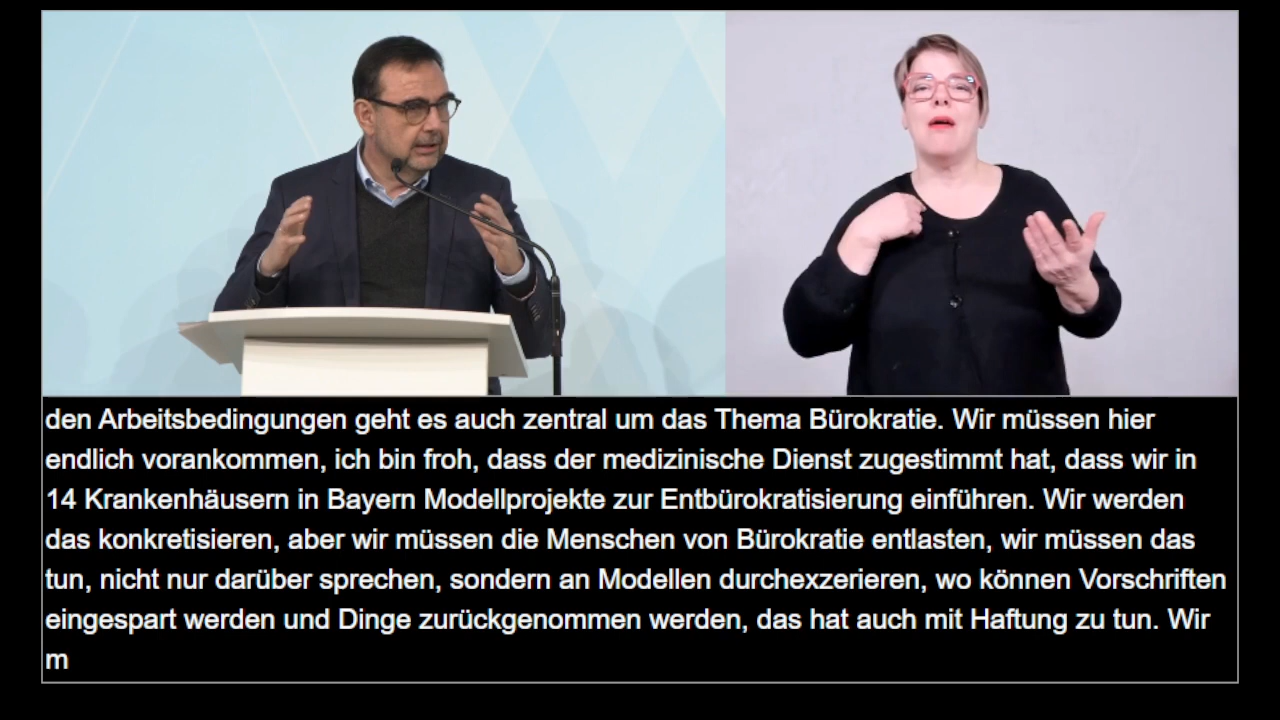 den Arbeitsbedingungen geht es auch zentral um das Thema Bürokratie. Wir müssen hier
endlich vorankommen, ich bin froh, dass der medizinische Dienst zugestimmt hat, dass wir in
14 Krankenhäusern in Bayern Modellprojekte zur Entbürokratisierung einführen. Wir werden
das konkretisieren, aber wir müssen die Menschen von Bürokratie entlasten, wir müssen das
tun, nicht nur darüber sprechen, sondern an Modellen durchexzerieren, wo können Vorschriften
eingespart werden und Dinge zurückgenommen werden, das hat auch mit Haftung zu tun. Wir
m